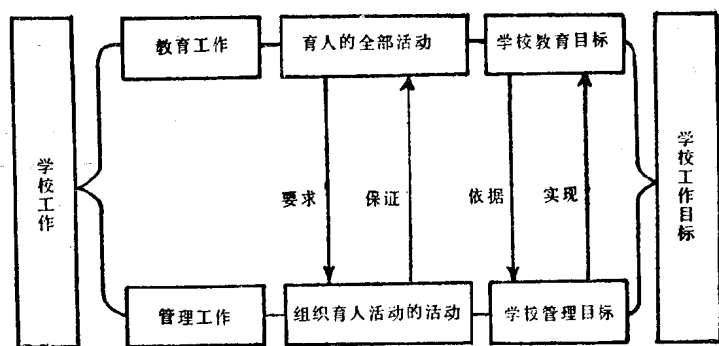 教育工作
育人的全部活动
学校教育目标
学校工作
要求
保证
依据
实现
学校工作目标
管理工作
组织育人活动的活动
学校管理目标